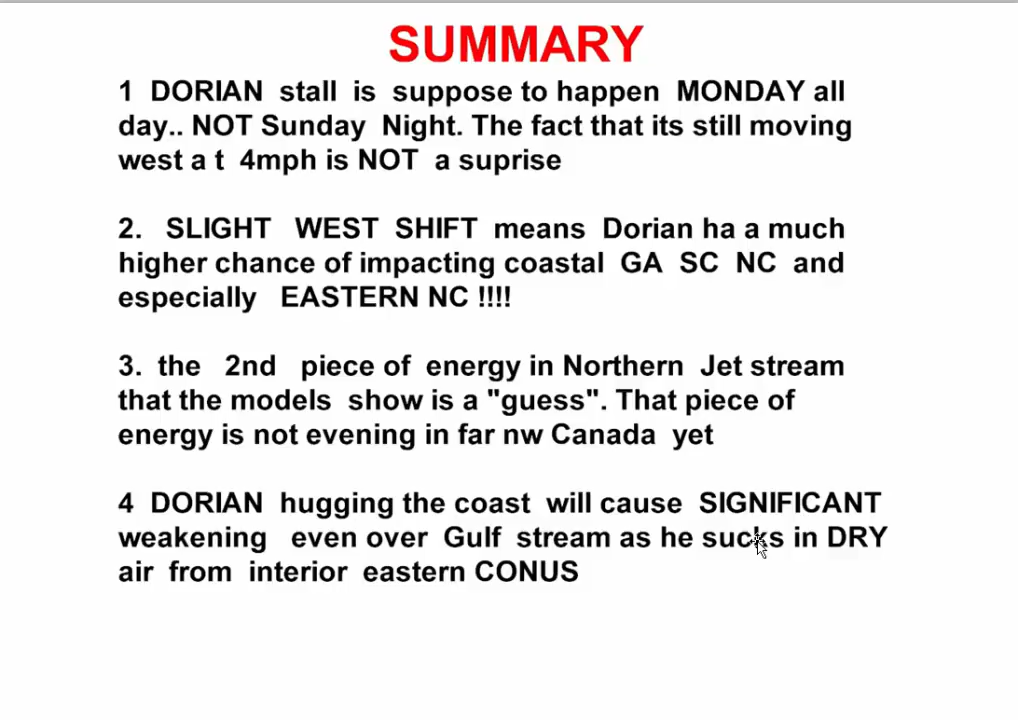 SUMMARY
1 DORIAN stall is suppose to happen MONDAY all
day.. NOT Sunday Night. The fact that its still moving
west a t 4mph is NOT a suprise
2. SLIGHT WEST SHIFT means Dorian ha a much
higher chance of impacting coastal GA SC NC and
especially EASTERN NC !!!!
3. the 2nd piece of energy in Northern Jet stream
that the models show is a "guess". That piece of
energy is not evening in far nw Canada yet
4 DORIAN hugging the coast will cause SIGNIFICANT
weakening even over Gulf stream as he sucks in DRY
air from interior eastern CONUS